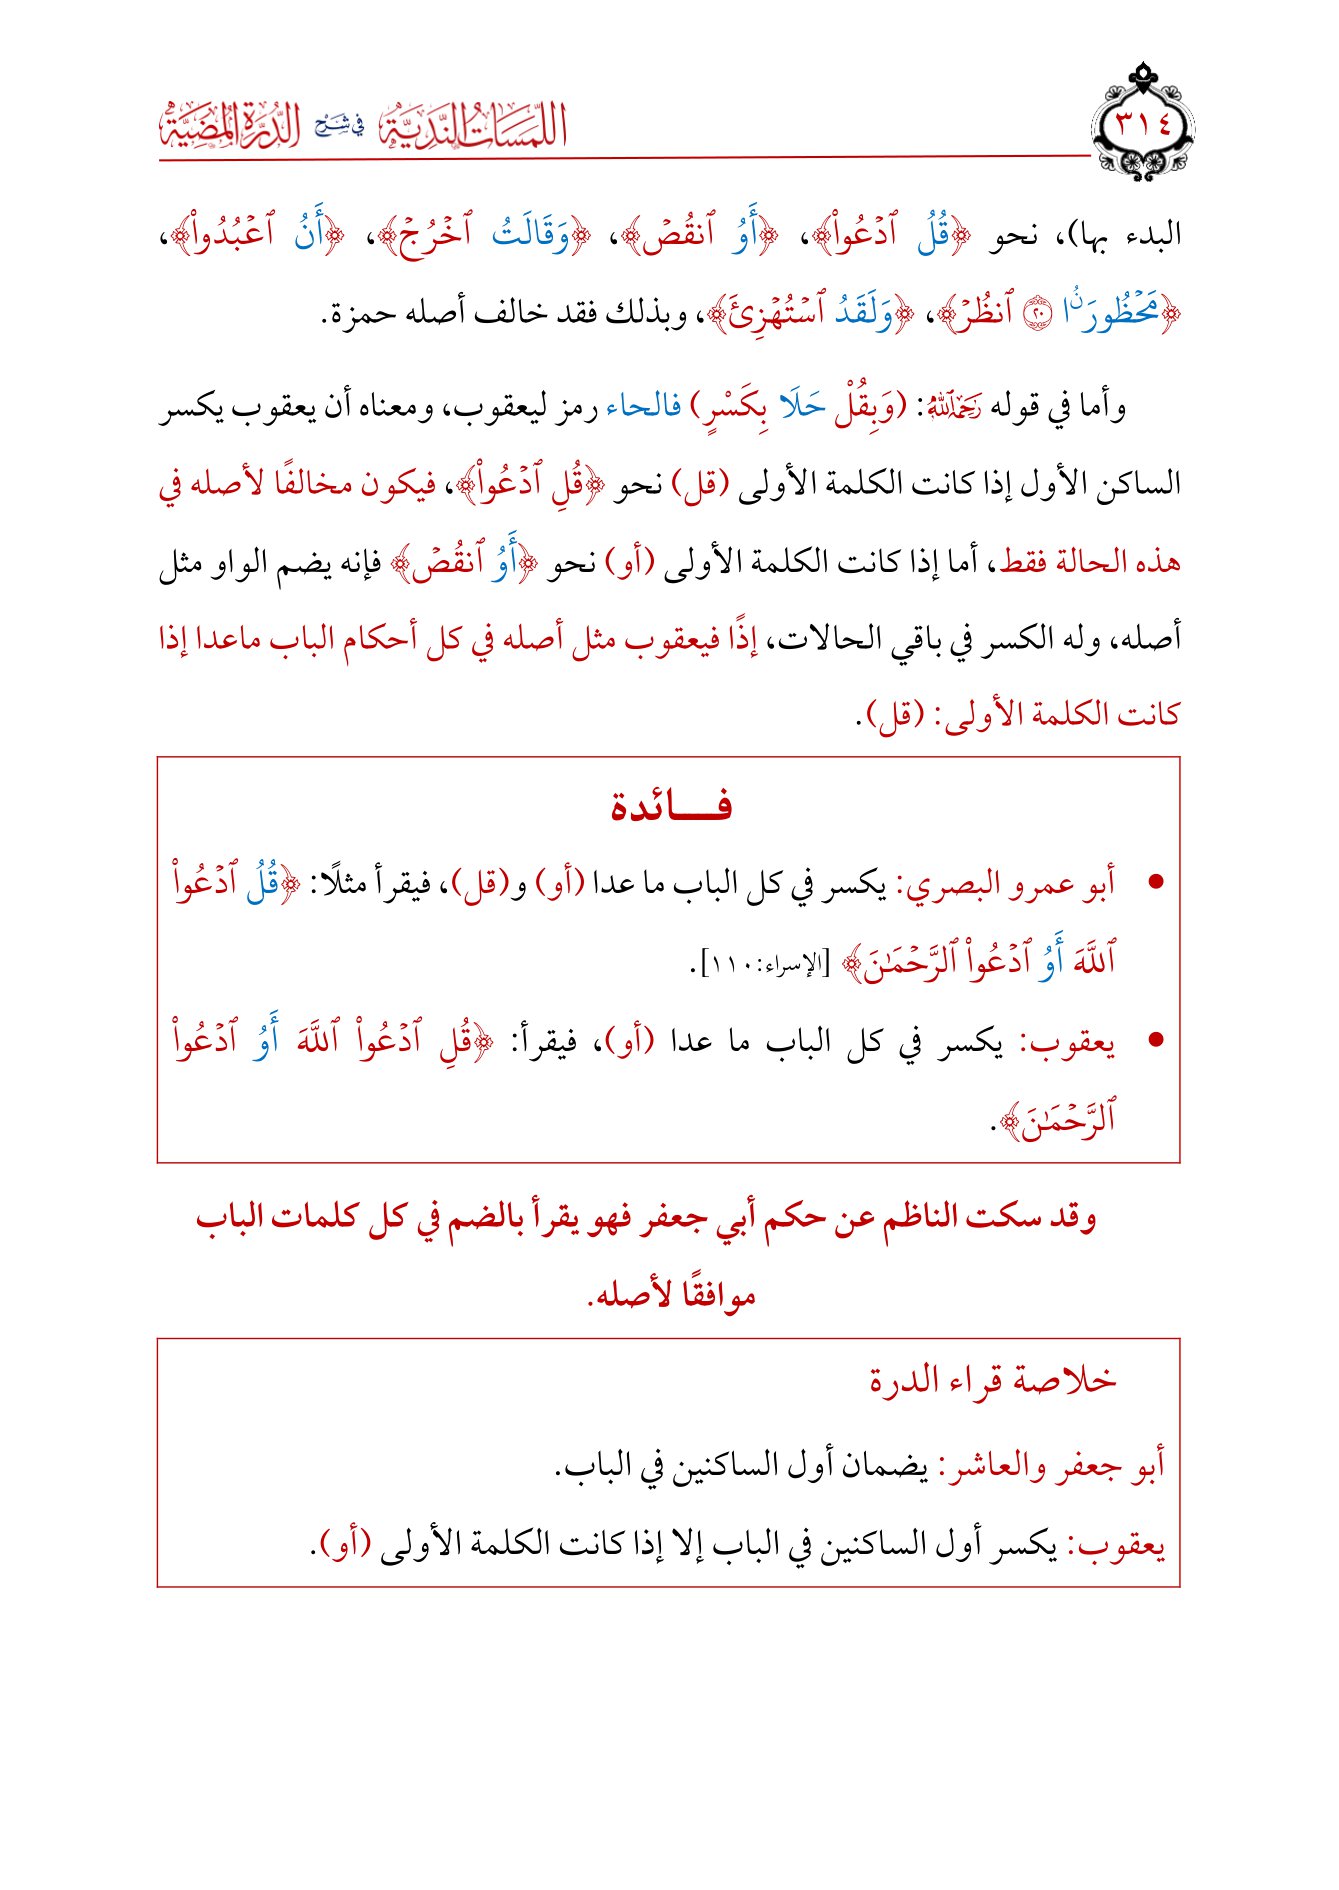 اللمسات الندية في شرح الدرة المضية
٣١٤
البدء بها)، نحو ﴿قُلُ ٱدۡعُواْ﴾، ﴿أَوُ ٱنقُصۡ﴾، ﴿وَقَالَتُ ٱخۡرُجۡ﴾، ﴿أَنُ ٱعۡبُدُواْ﴾،
﴿مَحۡظُورَنُا ٢٠ ٱنظُرۡ﴾، ﴿وَلَقَدُ ٱسۡتُهۡزِئَ﴾، وبذلك فقد خالف أصله حمزة.
وأما في قوله رَحِمَهُ ٱللَّهُ: (وَبِقُلْ حَلَا بِكَسْرٍ) فالحاء رمز ليعقوب، ومعناه أن يعقوب يكسر
الساكن الأول إذا كانت الكلمة الأولى (قل) نحو ﴿قُلِ ٱدۡعُواْ﴾، فيكون مخالفًا لأصله في
هذه الحالة فقط، أما إذا كانت الكلمة الأولى (أو) نحو ﴿أَوُ ٱنقُصۡ﴾ فإنه يضم الواو مثل
أصله، وله الكسر في باقي الحالات، إذًا فيعقوب مثل أصله في كل أحكام الباب ماعدا إذا
كانت الكلمة الأولى: (قل).
فـــائدة
• أبو عمرو البصري: يكسر في كل الباب ما عدا (أو) و(قل)، فيقرأ مثلًا: ﴿قُلُ ٱدۡعُواْ
ٱللَّهَ أَوُ ٱدۡعُواْ ٱلرَّحۡمَٰنَ﴾ [الإسراء:١١٠].
• يعقوب: يكسر في كل الباب ما عدا (أو)، فيقرأ: ﴿قُلِ ٱدۡعُواْ ٱللَّهَ أَوُ ٱدۡعُواْ
ٱلرَّحۡمَٰنَ﴾.
وقد سكت الناظم عن حكم أبي جعفر فهو يقرأ بالضم في كل كلمات الباب
موافقًا لأصله.
خلاصة قراء الدرة
أبو جعفر والعاشر: يضمان أول الساكنين في الباب.
يعقوب: يكسر أول الساكنين في الباب إلا إذا كانت الكلمة الأولى (أو).